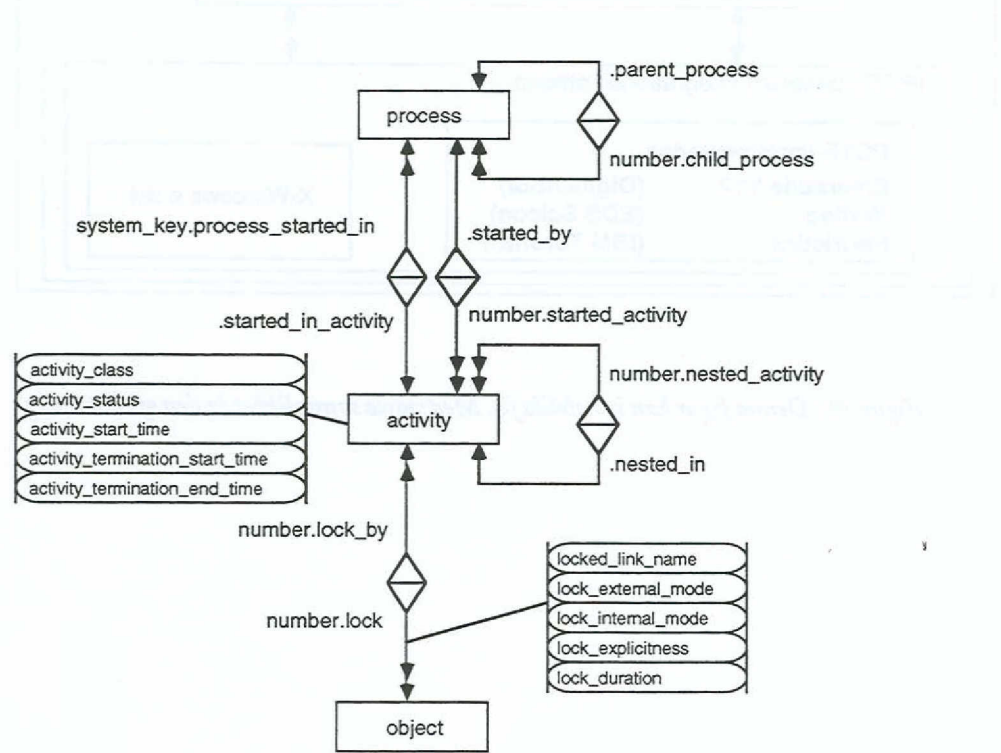 .parent_process
process
number.child_process
system_key.process_started_in
.started_by
.started_in_activity
number.started_activity
activity_class
activity_status
activity_start_time
activity_termination_start_time
activity_termination_end_time
number.nested_activity
activity
.nested_in
number.lock_by
number.lock
locked_link_name
lock_external_mode
lock_internal_mode
lock_explicitness
lock_duration
object